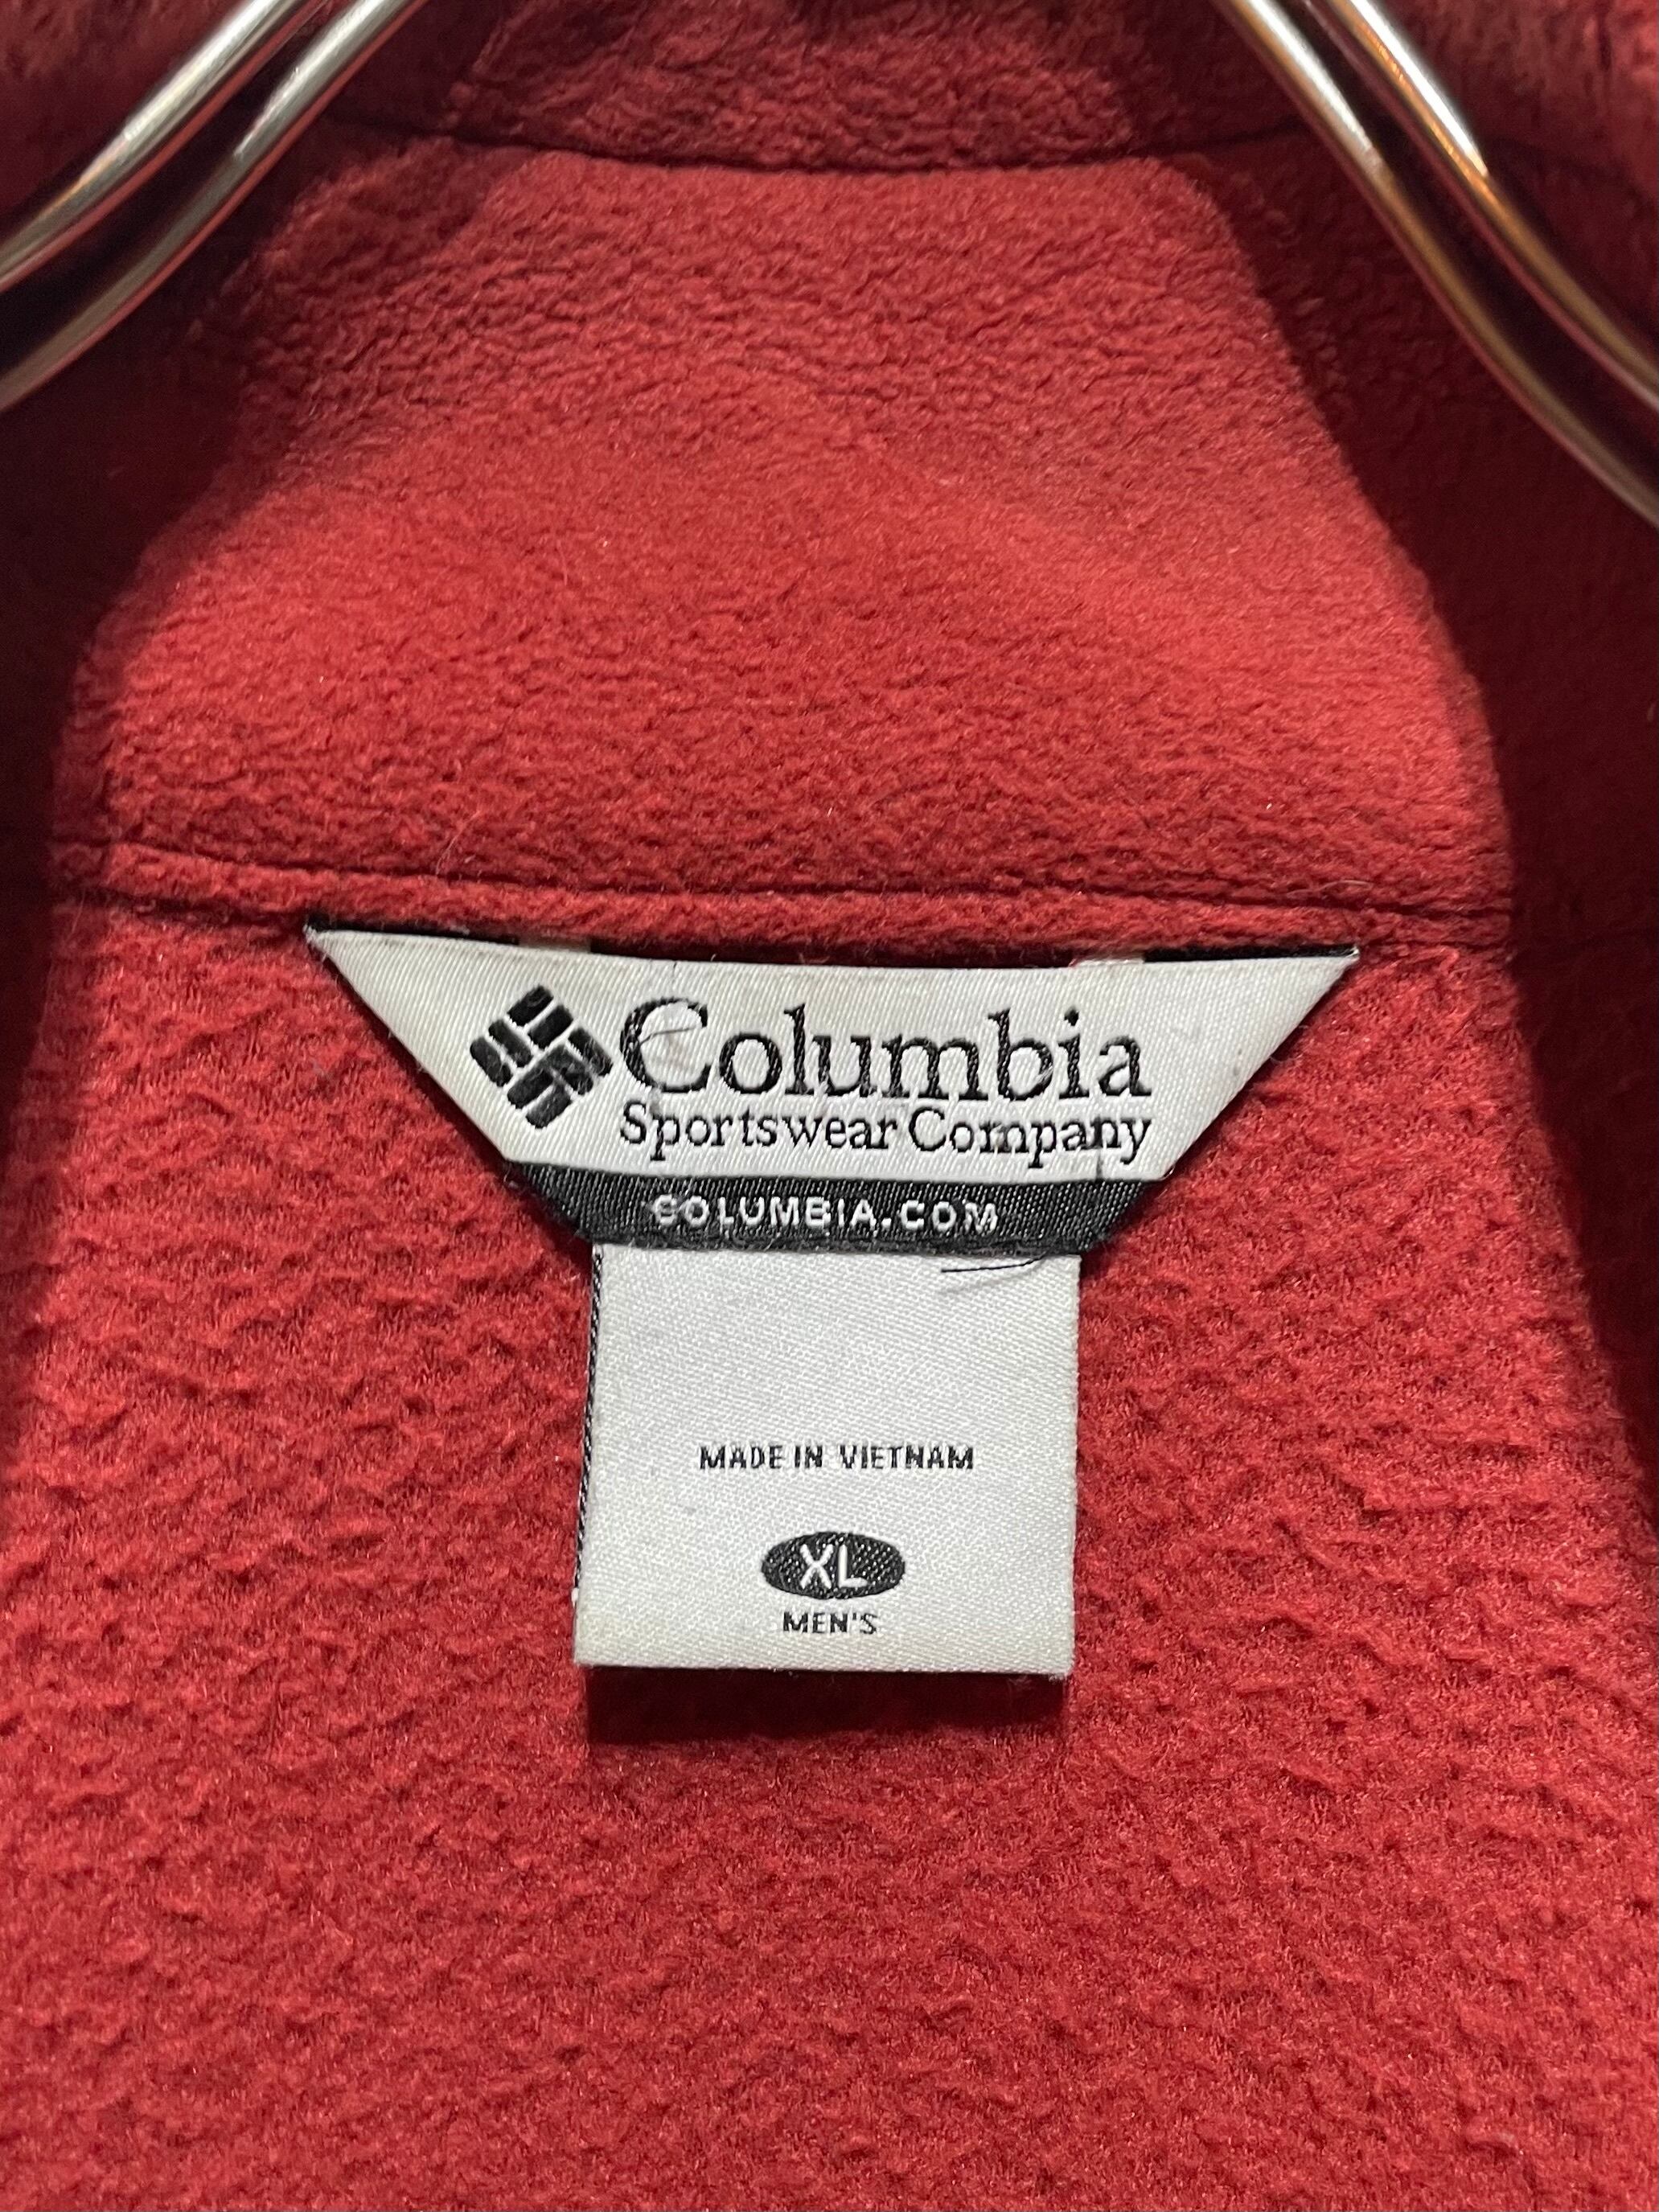 Columbia
Sportswear Company
COLUMBIA.COM
MADE IN VIETNAM
XL
MEN'S